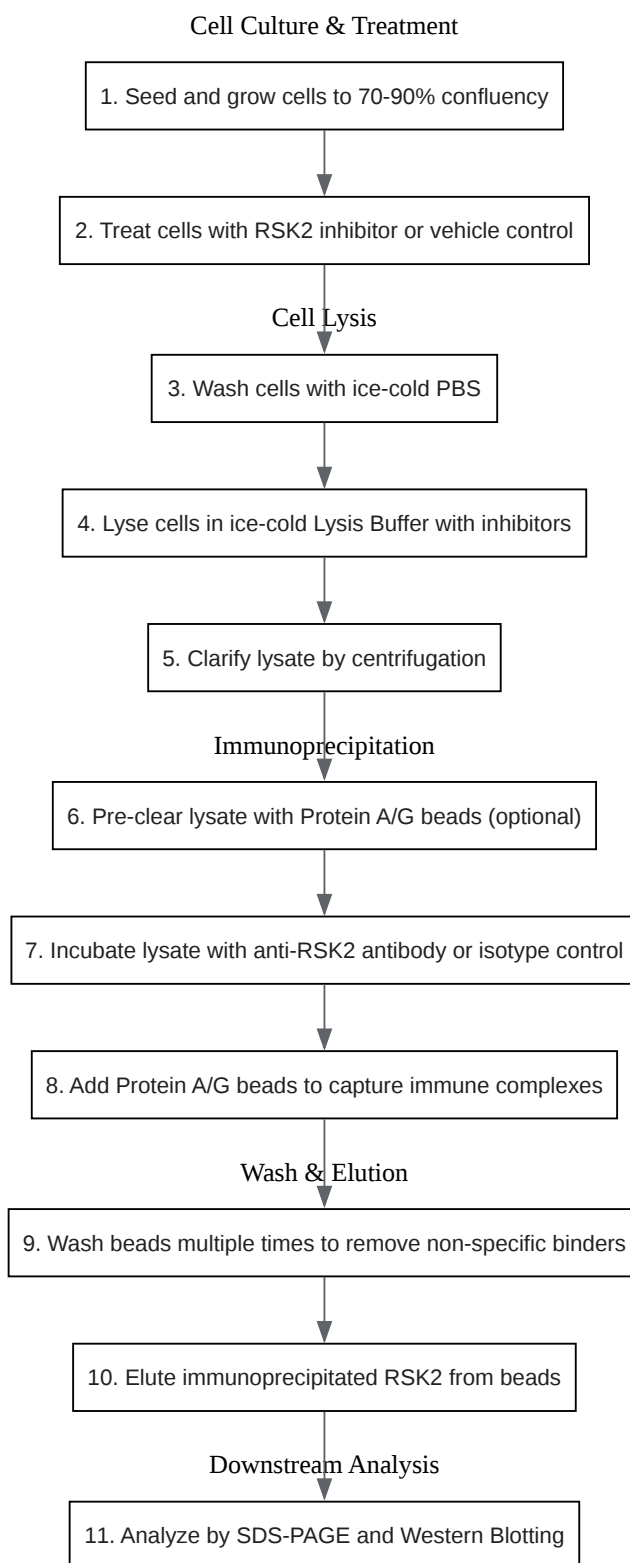 Cell Culture & Treatment
1. Seed and grow cells to 70-90% confluency
2. Treat cells with RSK2 inhibitor or vehicle control
Cell Lysis
3. Wash cells with ice-cold PBS
4. Lyse cells in ice-cold Lysis Buffer with inhibitors
5. Clarify lysate by centrifugation
Immunoprecipitation
6. Pre-clear lysate with Protein A/G beads (optional)
7. Incubate lysate with anti-RSK2 antibody or isotype control
8. Add Protein A/G beads to capture immune complexes
Wash & Elution
9. Wash beads multiple times to remove non-specific binders
10. Elute immunoprecipitated RSK2 from beads
Downstream Analysis
11. Analyze by SDS-PAGE and Western Blotting